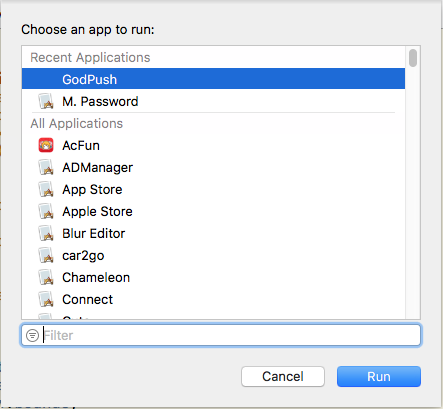 Choose an app to run:
Recent Applications
GodPush
M. Password
All Applications
AcFun
ADManager
App Store
Apple Store
Blur Editor
car2go
Chameleon
Connect
Filter
Cancel
Run